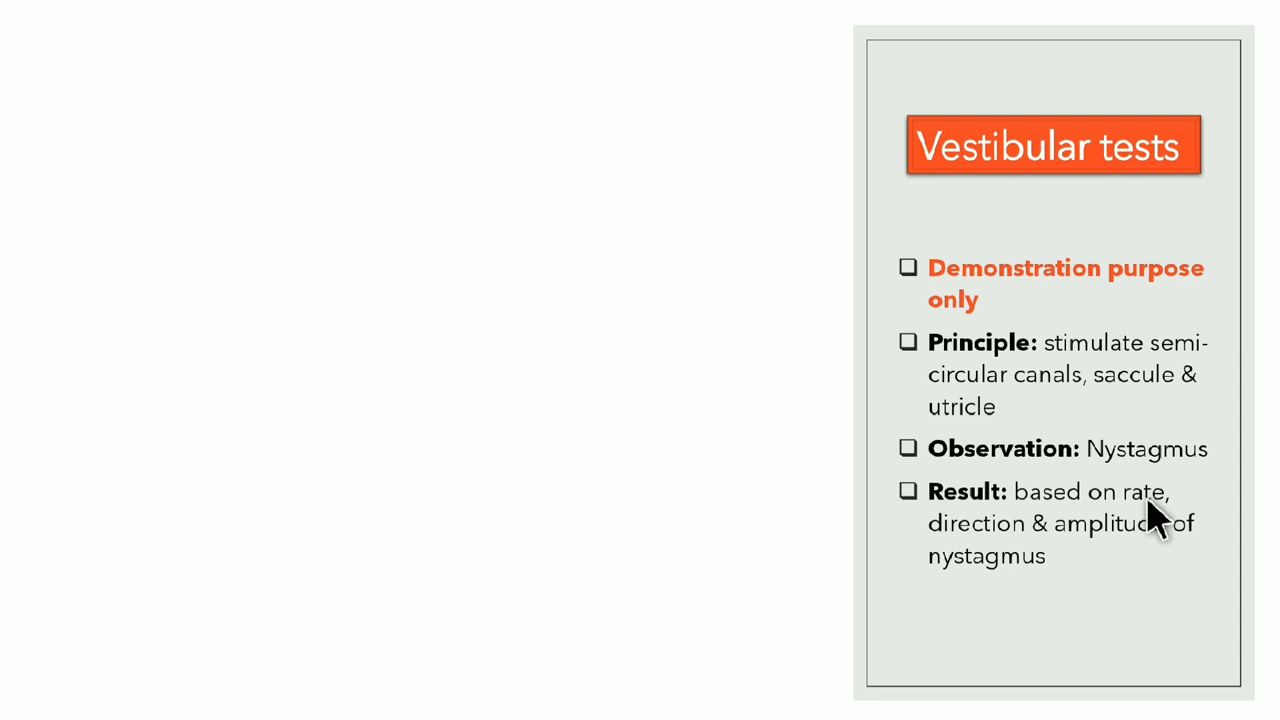 Vestibular tests
Demonstration purpose
only
Principle: stimulate semi-
circular canals, saccule &
utricle
Observation: Nystagmus
Result: based on rate,
direction & amplitude of
nystagmus